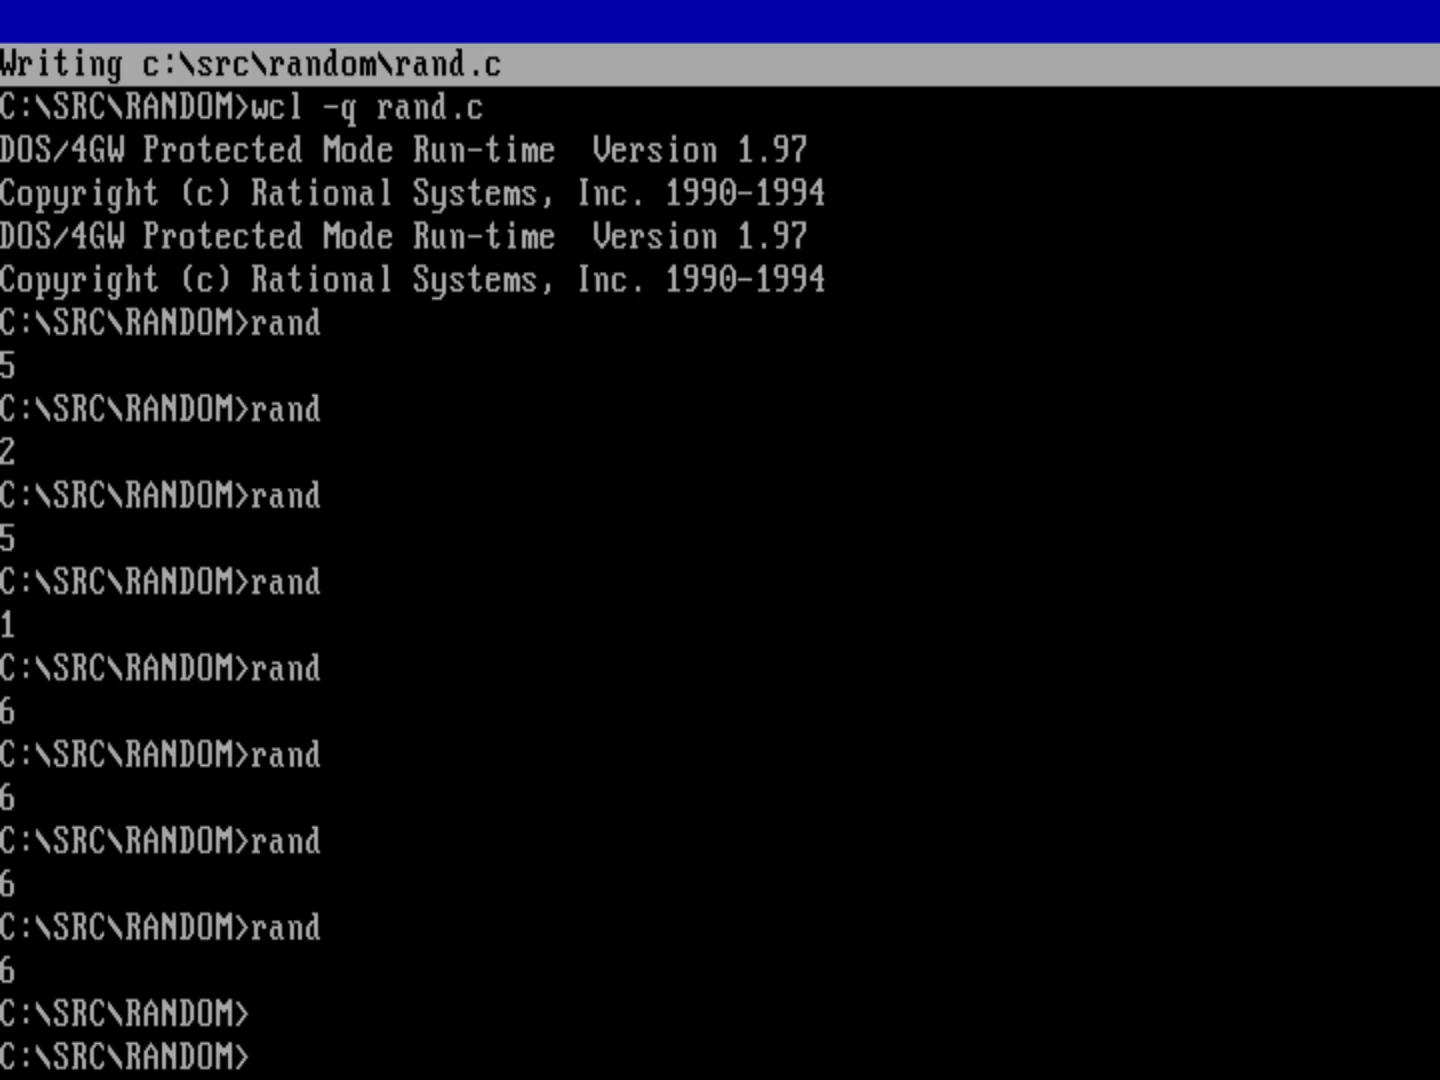 Writing c:\src\random\rand.c
C:\SRC\RANDOM>wcl -q rand.c
DOS/4GW Protected Mode Run-time  Version 1.97
Copyright (c) Rational Systems, Inc. 1990-1994
DOS/4GW Protected Mode Run-time  Version 1.97
Copyright (c) Rational Systems, Inc. 1990-1994
C:\SRC\RANDOM>rand
5
C:\SRC\RANDOM>rand
2
C:\SRC\RANDOM>rand
5
C:\SRC\RANDOM>rand
1
C:\SRC\RANDOM>rand
6
C:\SRC\RANDOM>rand
6
C:\SRC\RANDOM>rand
6
C:\SRC\RANDOM>rand
6
C:\SRC\RANDOM>
C:\SRC\RANDOM>